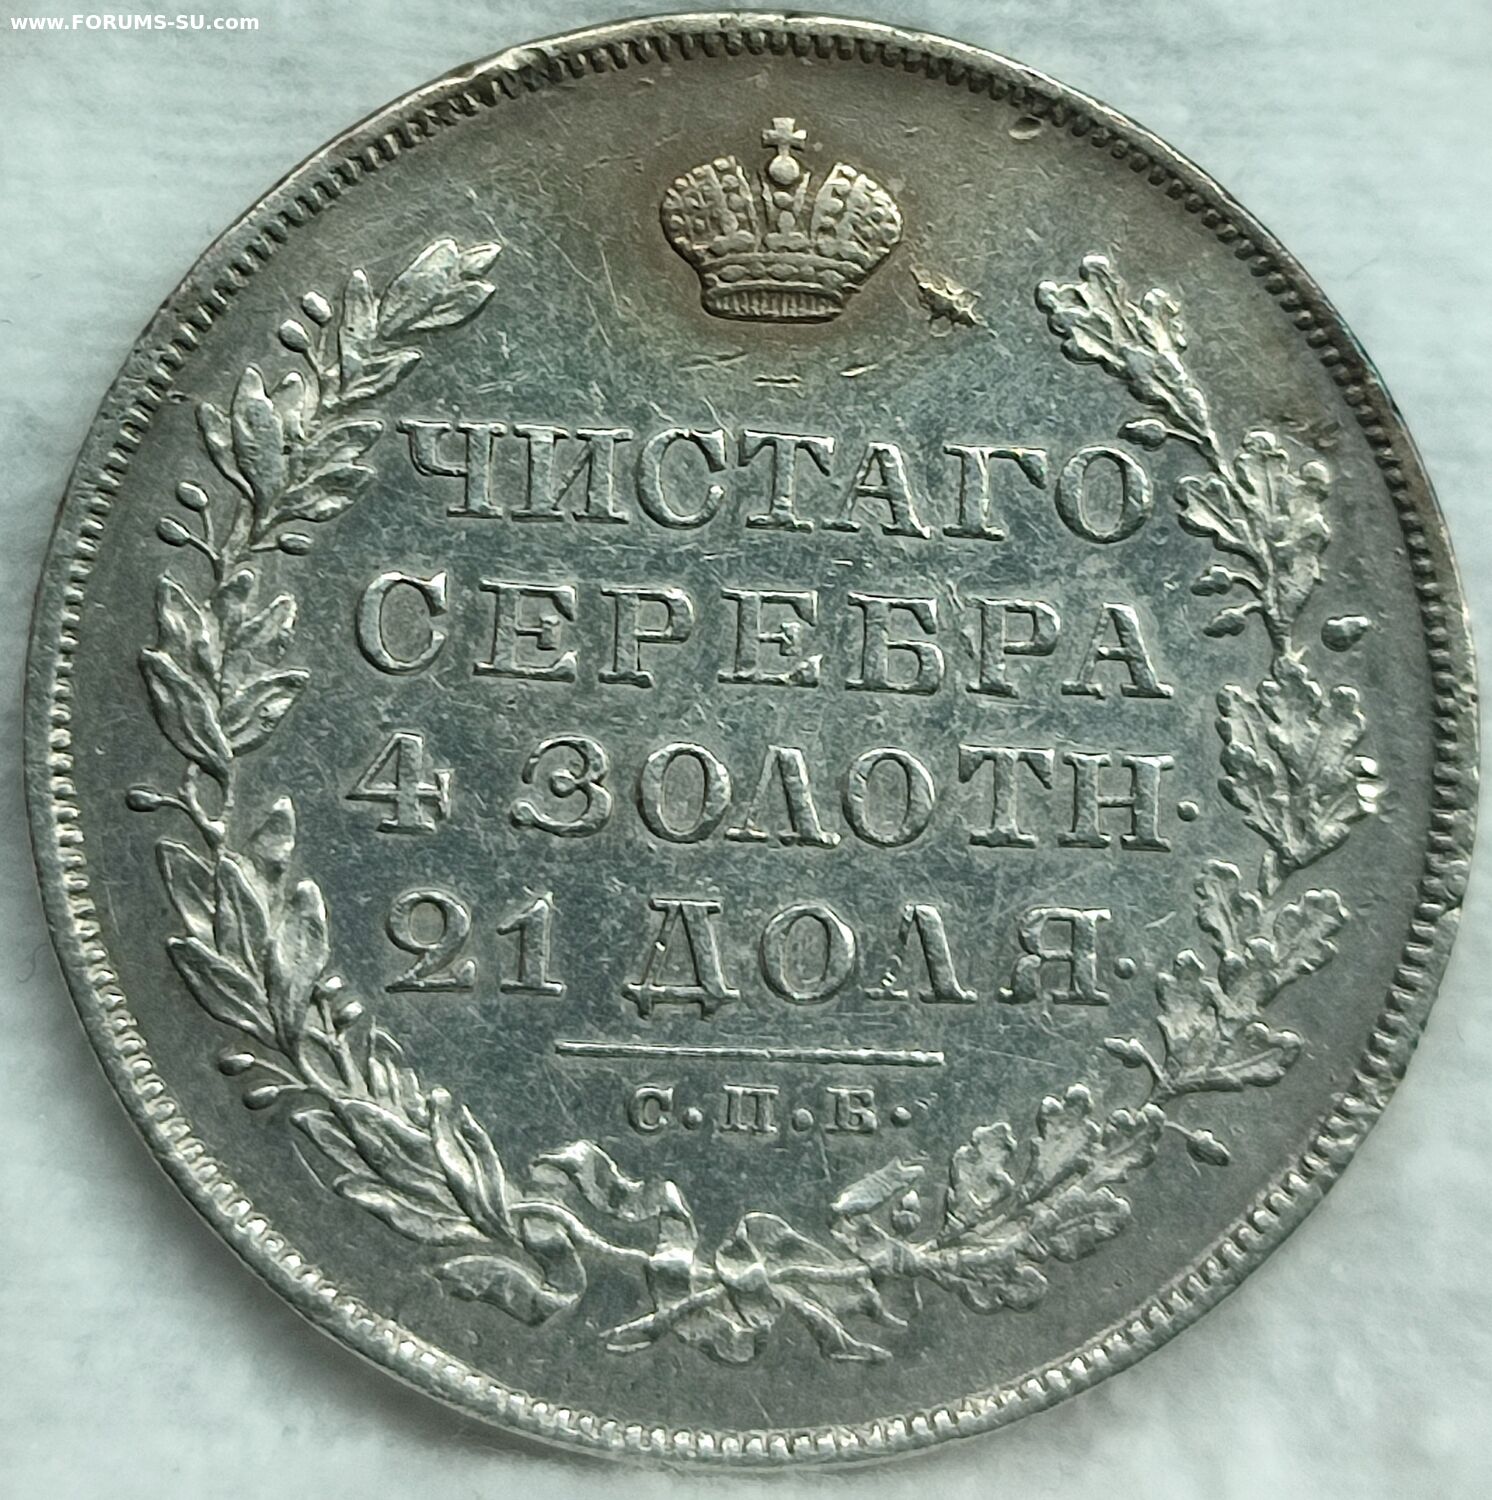 www.FORUMS-SU.com
ЧИСТАГО
СЕРЕБРА
4 ЗОЛОТН.
21 ДОЛЯ.
С.П.Б.